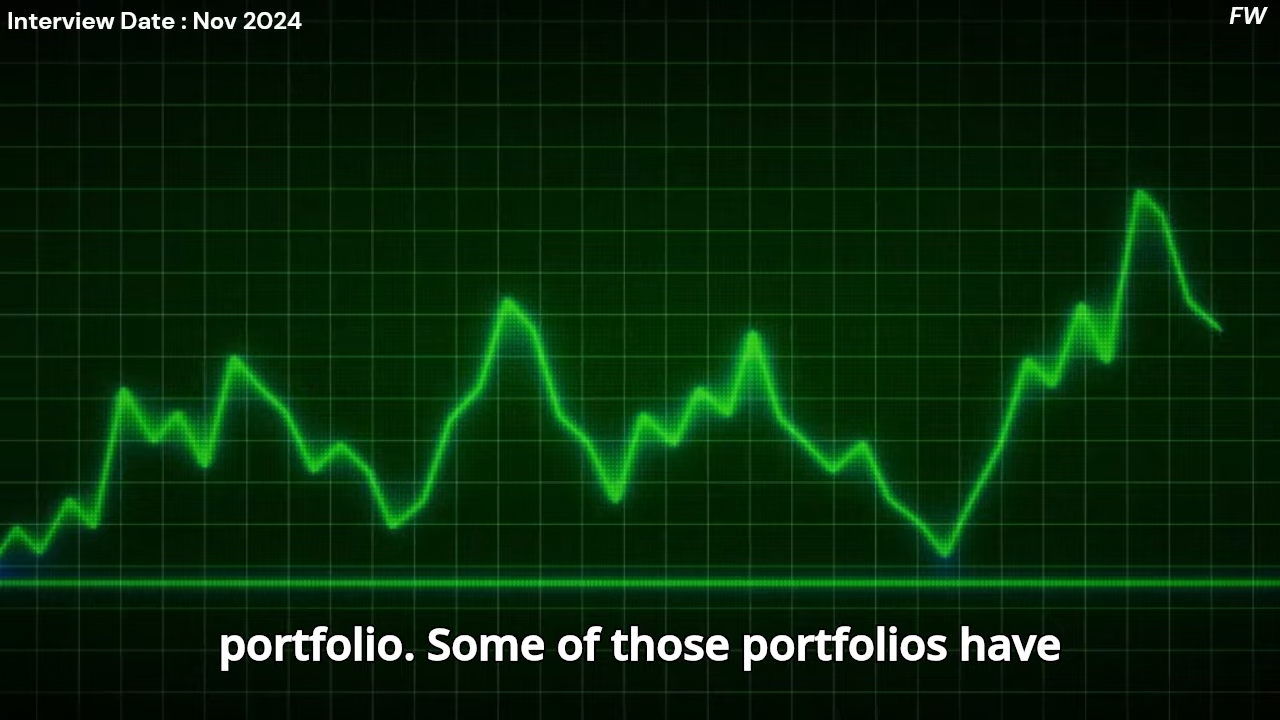 Interview Date : Nov 2024
FW
portfolio. Some of those portfolios have